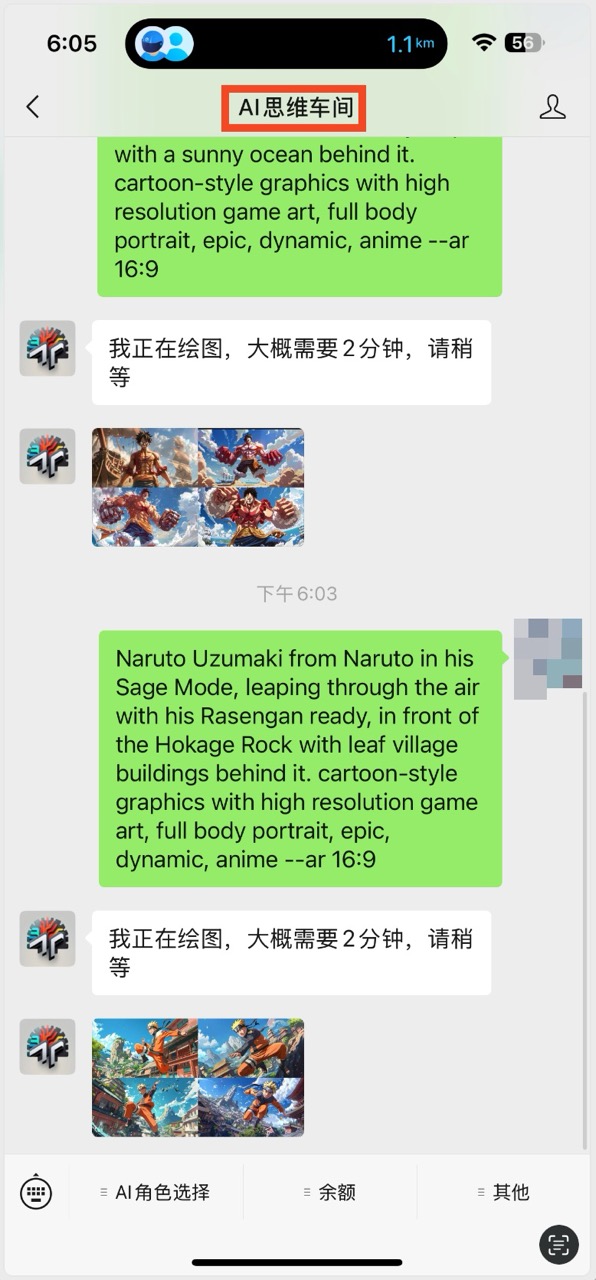 6:05
1.1km
56
AI思维车间
with a sunny ocean behind it.
cartoon-style graphics with high
resolution game art, full body
portrait, epic, dynamic, anime --ar
16:9
我正在绘图，大概需要2分钟，请稍
等
下午6:03
Naruto Uzumaki from Naruto in his
Sage Mode, leaping through the air
with his Rasengan ready, in front of
the Hokage Rock with leaf village
buildings behind it. cartoon-style
graphics with high resolution game
art, full body portrait, epic,
dynamic, anime --ar 16:9
我正在绘图，大概需要2分钟，请稍
等
AI角色选择
余额
其他